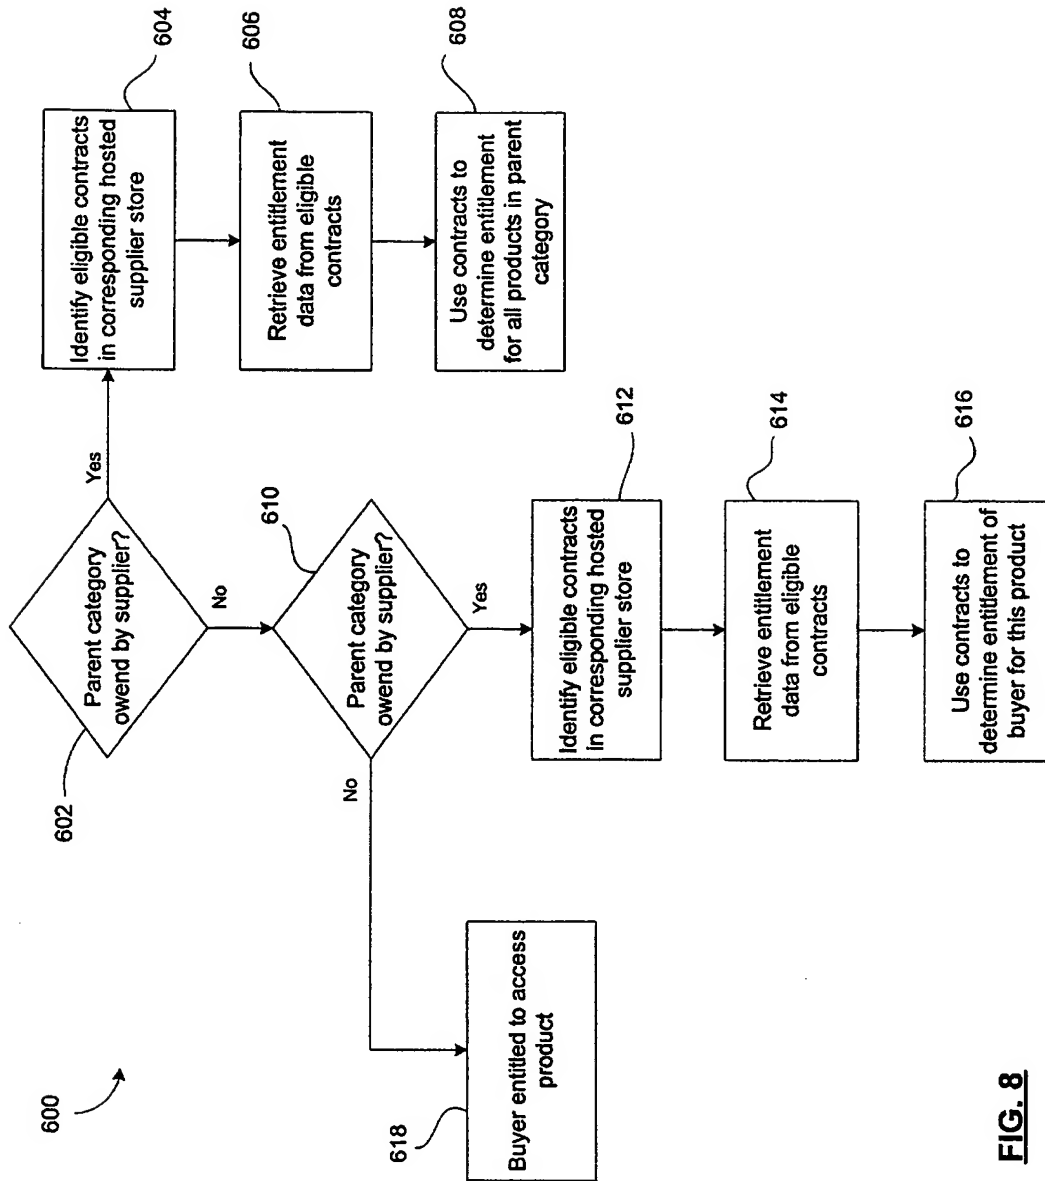 600
602
Parent category
owend by supplier?
Yes
No
604
Identify eligible contracts
in corresponding hosted
supplier store
606
Retrieve entitlement
data from eligible
contracts
608
Use contracts to
determine entitlement
for all products in parent
category
610
Parent category
owend by supplier?
Yes
No
612
Identify eligible contracts
in corresponding hosted
supplier store
614
Retrieve entitlement
data from eligible
contracts
616
Use contracts to
determine entitlement of
buyer for this product
618
Buyer entitled to access
product
FIG. 8